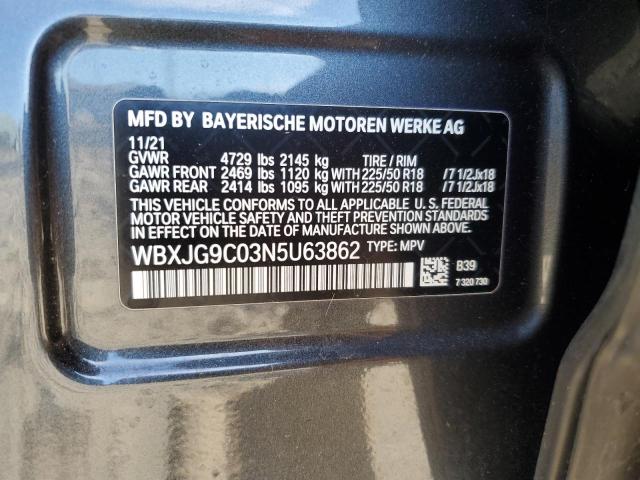 MFD BY BAYERISCHE MOTOREN WERKE AG
11/21
GVWR 4729 lbs 2145 kg TIRE / RIM
GAWR FRONT 2469 lbs 1120 kg WITH 225/50 R18 /7 1/2Jx18
GAWR REAR 2414 lbs 1095 kg WITH 225/50 R18 /7 1/2Jx18
THIS VEHICLE CONFORMS TO ALL APPLICABLE U. S. FEDERAL
MOTOR VEHICLE SAFETY, BUMPER, AND THEFT PREVENTION STANDARDS
IN EFFECT ON THE DATE OF MANUFACTURE SHOWN ABOVE.
WBXJG9C03N5U63862 TYPE: MPV
B39
7 320 730